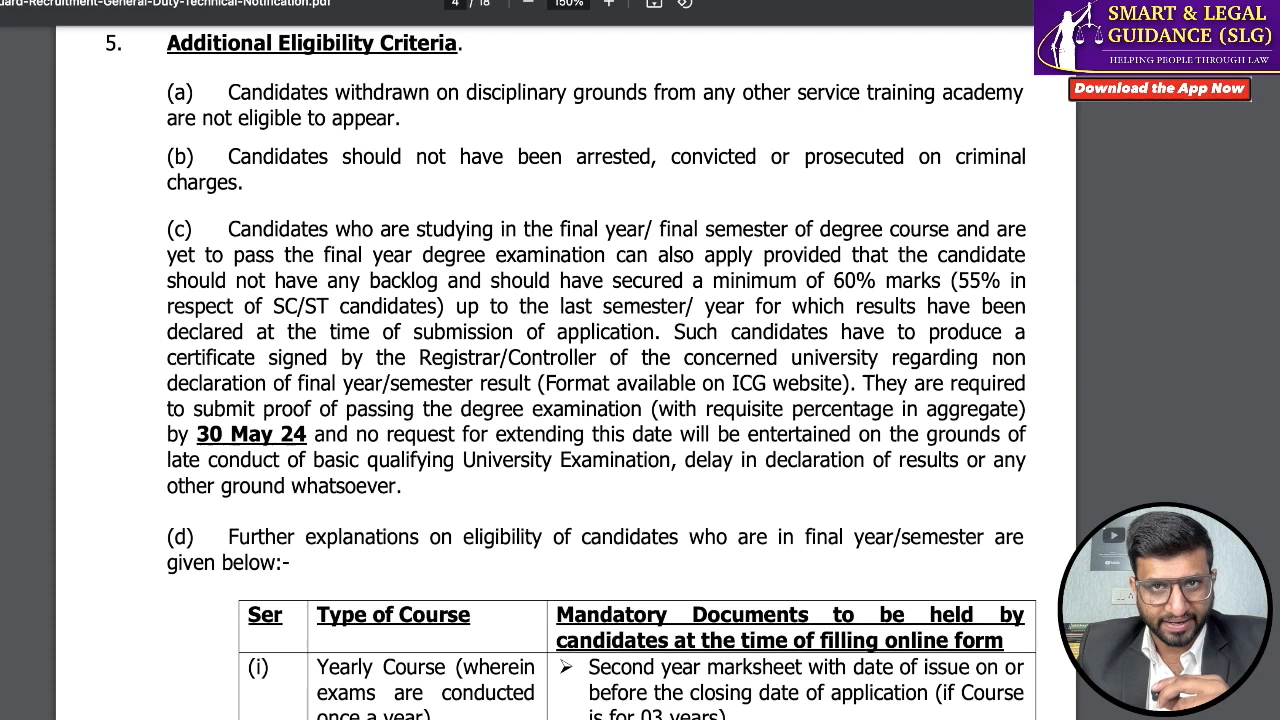 uard-Recruitment-General-Duty-Technical-Notification.pdf
4 / 18
150%
SMART & LEGAL
GUIDANCE (SLG)
HELPING PEOPLE THROUGH LAW
Download the App Now
5. Additional Eligibility Criteria.
(a) Candidates withdrawn on disciplinary grounds from any other service training academy
are not eligible to appear.
(b) Candidates should not have been arrested, convicted or prosecuted on criminal
charges.
(c) Candidates who are studying in the final year/ final semester of degree course and are
yet to pass the final year degree examination can also apply provided that the candidate
should not have any backlog and should have secured a minimum of 60% marks (55% in
respect of SC/ST candidates) up to the last semester/ year for which results have been
declared at the time of submission of application. Such candidates have to produce a
certificate signed by the Registrar/Controller of the concerned university regarding non
declaration of final year/semester result (Format available on ICG website). They are required
to submit proof of passing the degree examination (with requisite percentage in aggregate)
by 30 May 24 and no request for extending this date will be entertained on the grounds of
late conduct of basic qualifying University Examination, delay in declaration of results or any
other ground whatsoever.
(d) Further explanations on eligibility of candidates who are in final year/semester are
given below:-
Ser Type of Course Mandatory Documents to be held by
candidates at the time of filling online form
(i) Yearly Course (wherein ➢ Second year marksheet with date of issue on or
exams are conducted before the closing date of application (if Course
once a year) is for 03 years)